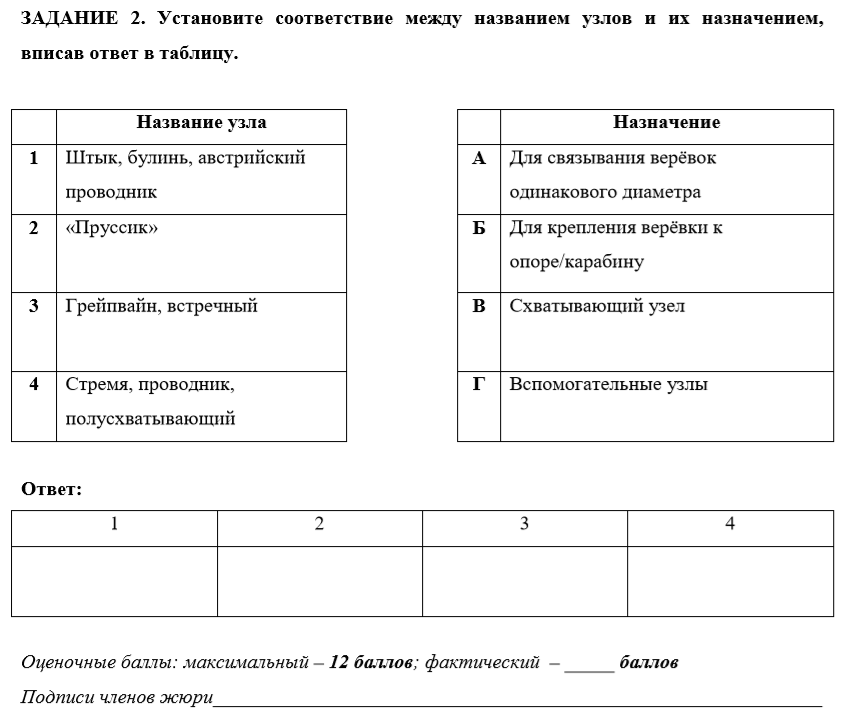 ЗАДАНИЕ 2. Установите соответствие между названием узлов и их назначением,
вписав ответ в таблицу.
Название узла
1 Штык, булинь, австрийский
проводник
2 «Пруссик»
3 Грейпвайн, встречный
4 Стремя, проводник,
полусхватывающий
Назначение
А Для связывания верёвок
одинакового диаметра
Б Для крепления верёвки к
опоре/карабину
В Схватывающий узел
Г Вспомогательные узлы
Ответ:
1 2 3 4
Оценочные баллы: максимальный – 12 баллов; фактический – _____ баллов
Подписи членов жюри_____________________________________________